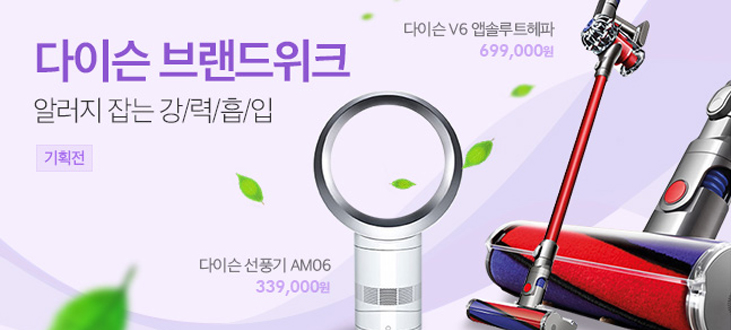 다이슨 브랜드위크
알러지 잡는 강/력/흡/입
기획전
다이슨 V6 앱솔루트헤파
699,000원
다이슨 선풍기 AM06
339,000원